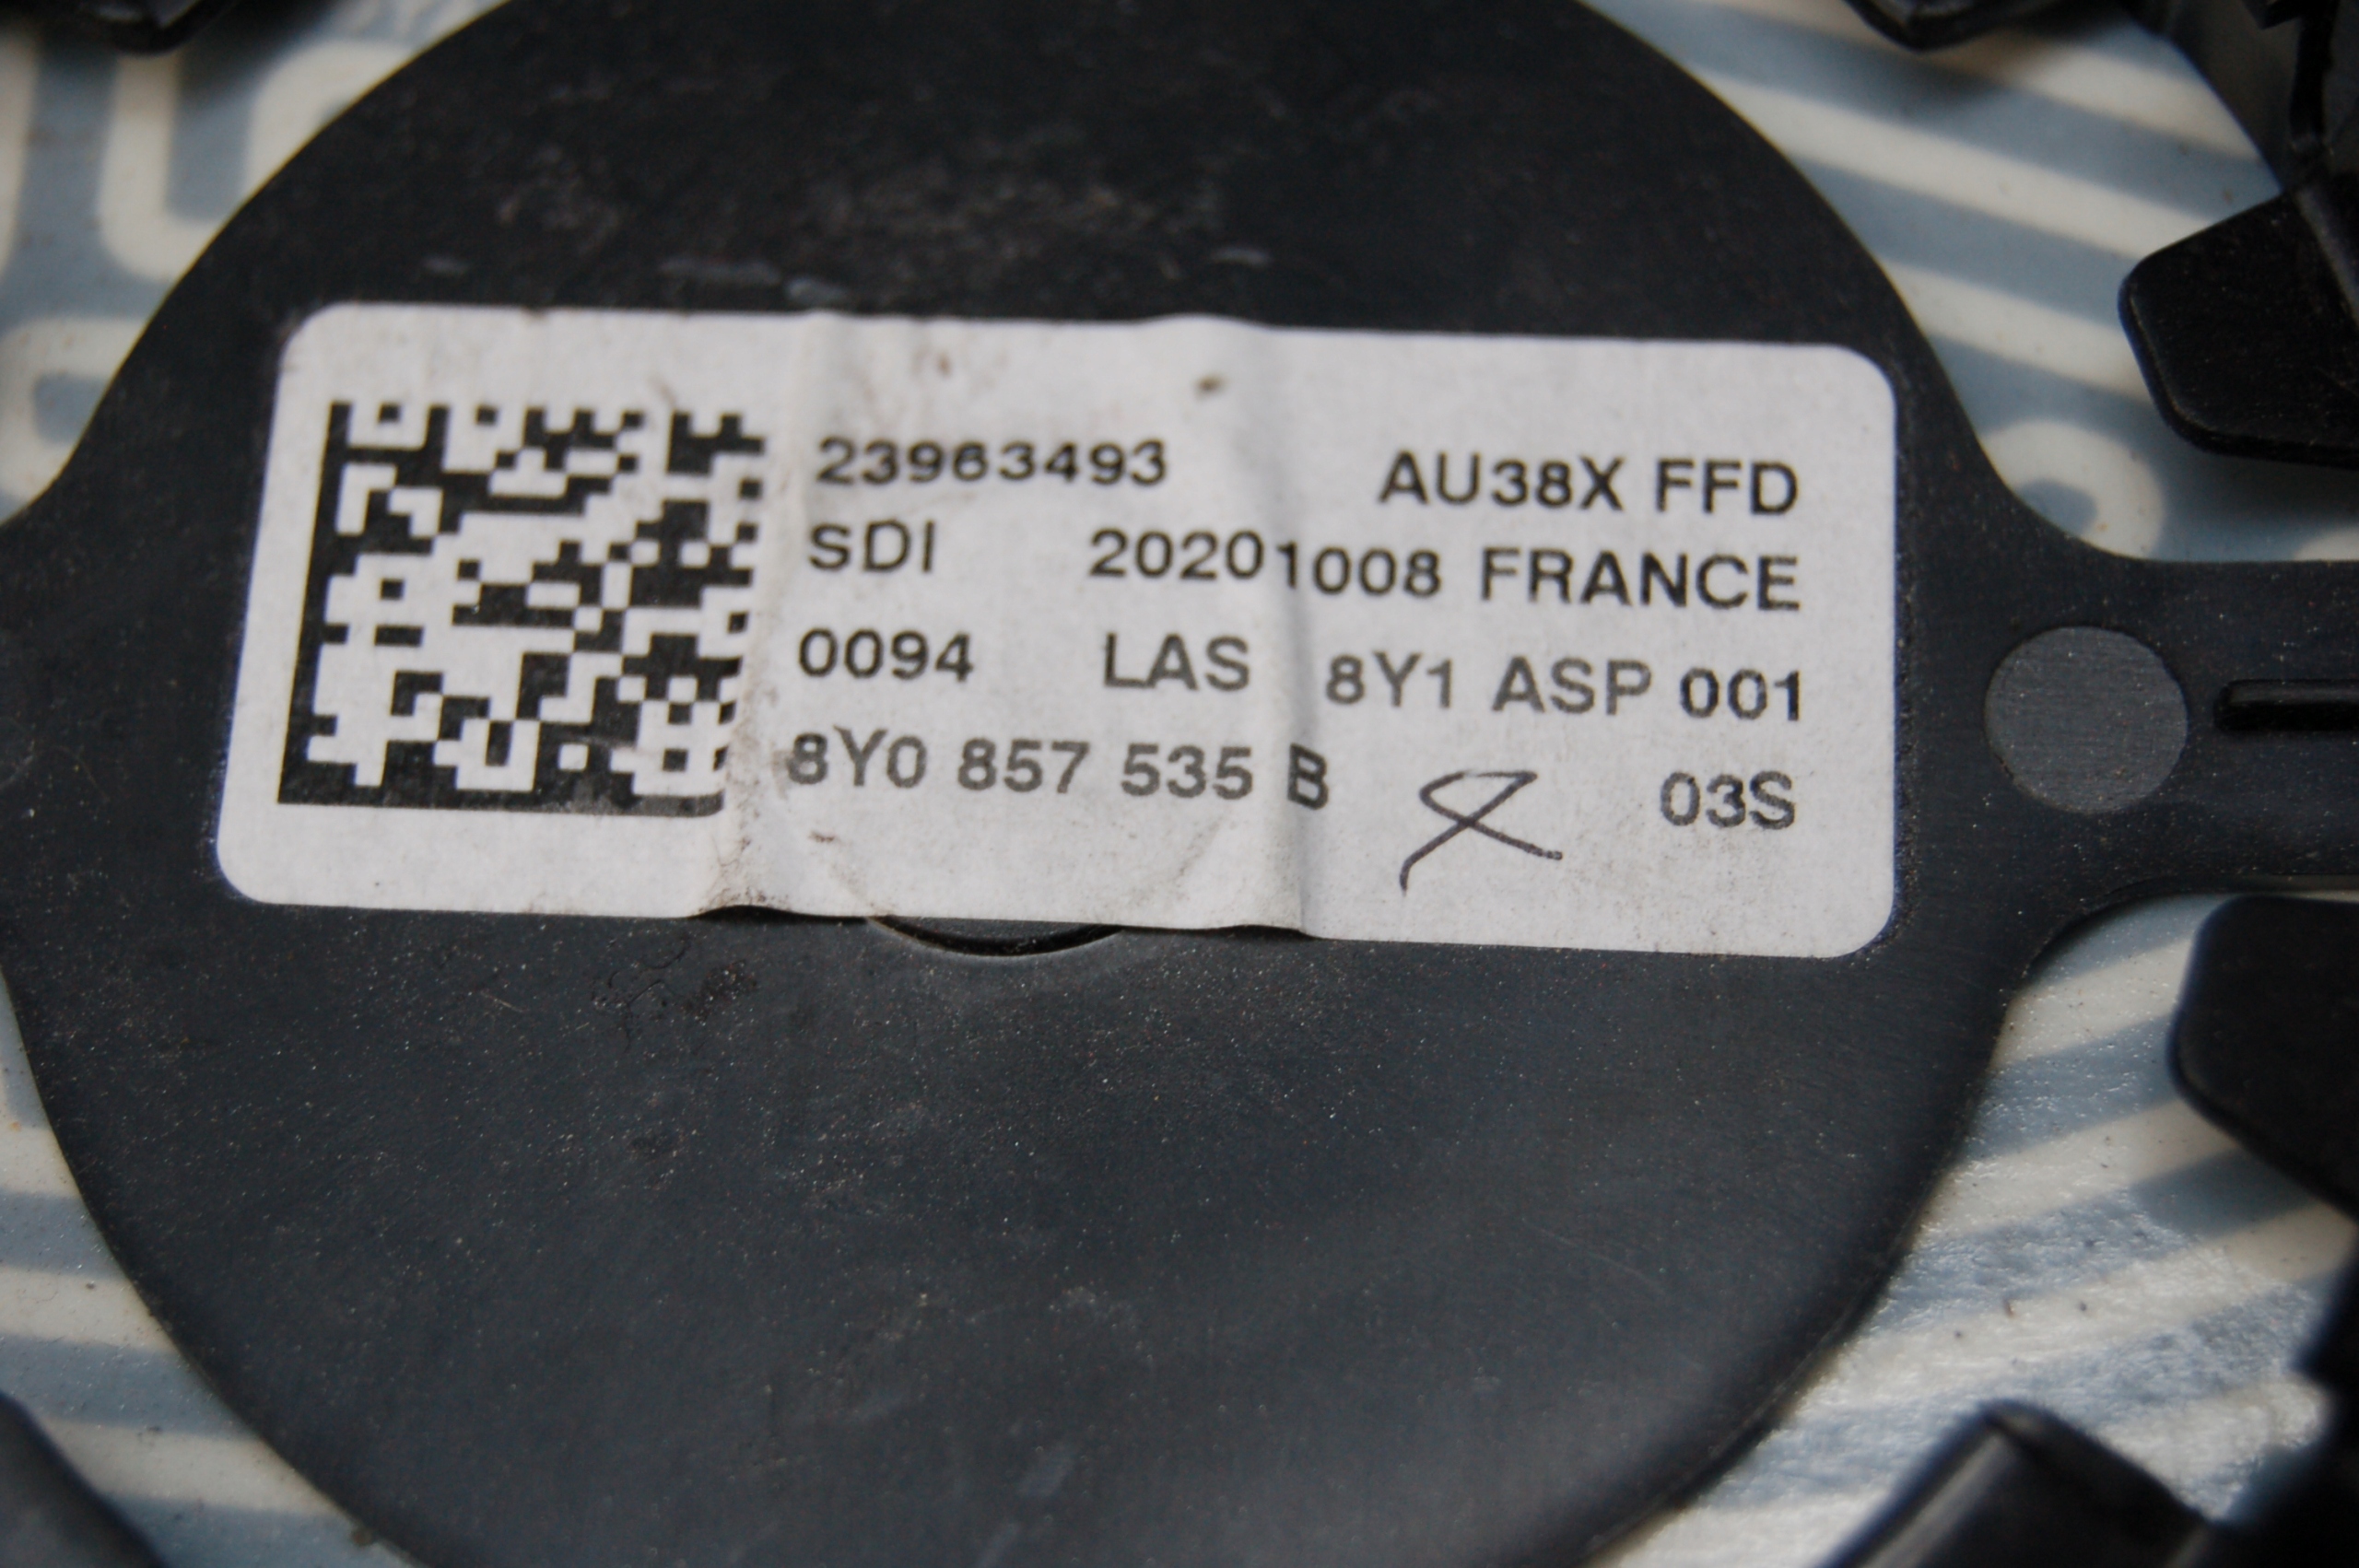 23963493 AU38X FFD
SDI 20201008 FRANCE
0094 LAS 8Y1 ASP 001
8Y0 857 535 B 03S